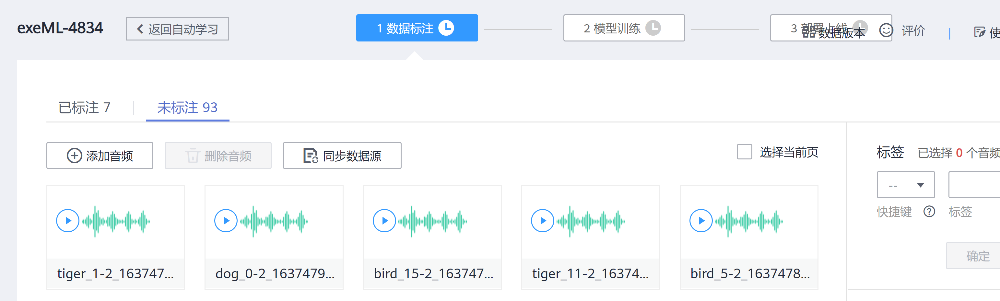 exeML-4834
返回自动学习
1 数据标注
2 模型训练
3 部署上线
数据版本
评价
使
已标注 7
未标注 93
添加音频
删除音频
同步数据源
选择当前页
标签
已选择 0 个音频
--
快捷键
标签
确定
tiger_1-2_163747...
dog_0-2_1637479...
bird_15-2_163747...
tiger_11-2_16374...
bird_5-2_1637478...